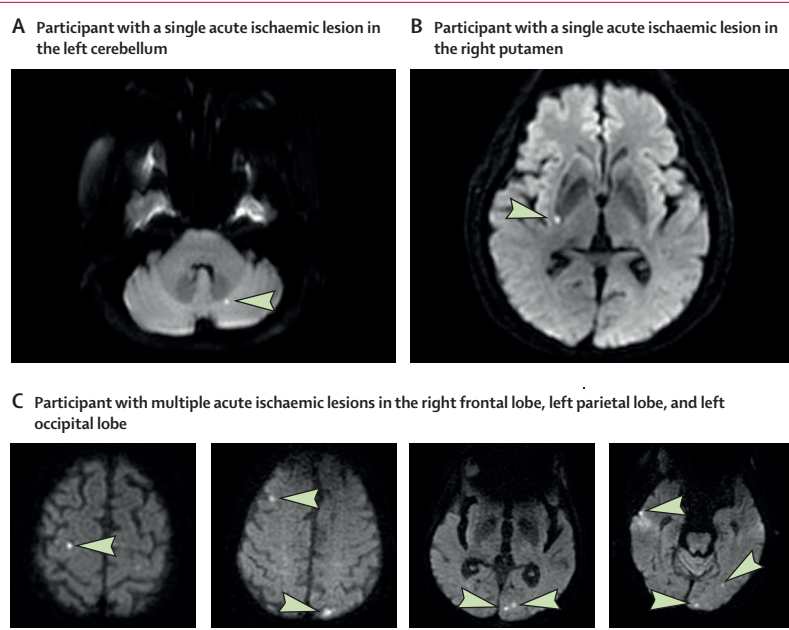 A Participant with a single acute ischaemic lesion in
the left cerebellum
B Participant with a single acute ischaemic lesion in
the right putamen
C Participant with multiple acute ischaemic lesions in the right frontal lobe, left parietal lobe, and left
occipital lobe